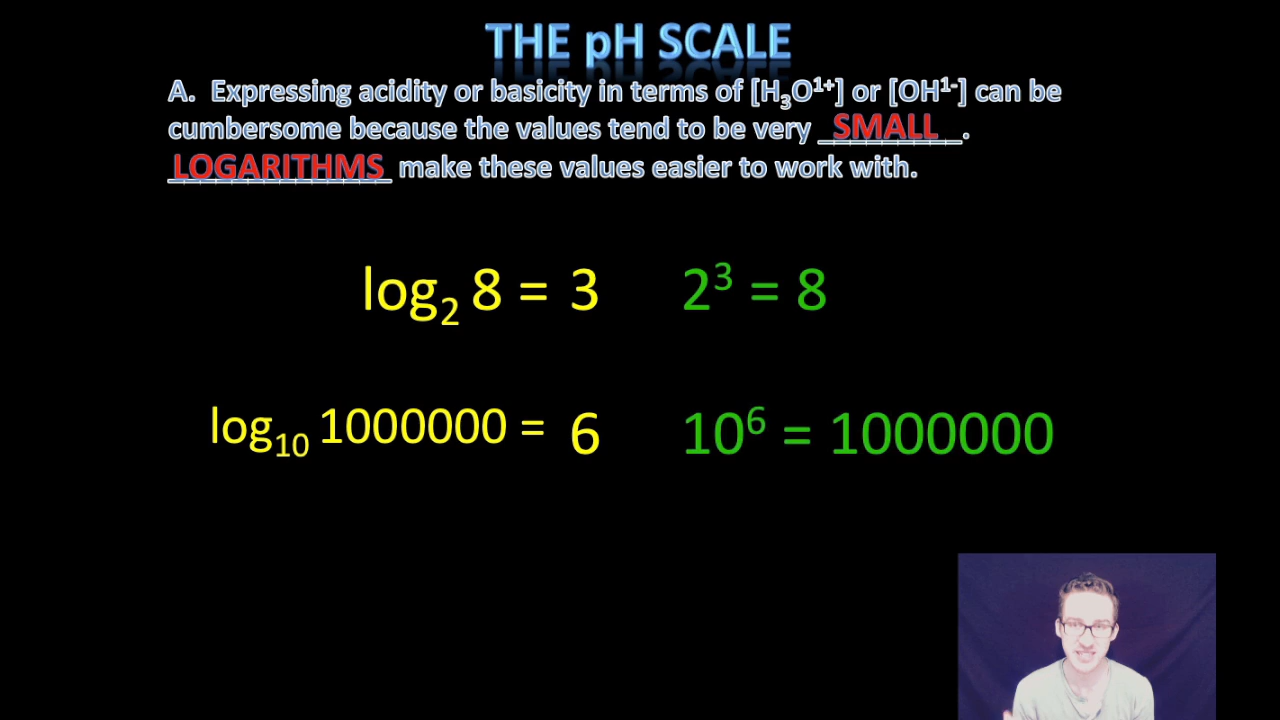 THE pH SCALE
A. Expressing acidity or basicity in terms of [H₃O¹⁺] or [OH¹⁻] can be
cumbersome because the values tend to be very SMALL.
LOGARITHMS make these values easier to work with.
log₂ 8 = 3 2³ = 8
log₁₀ 1000000 = 6 10⁶ = 1000000